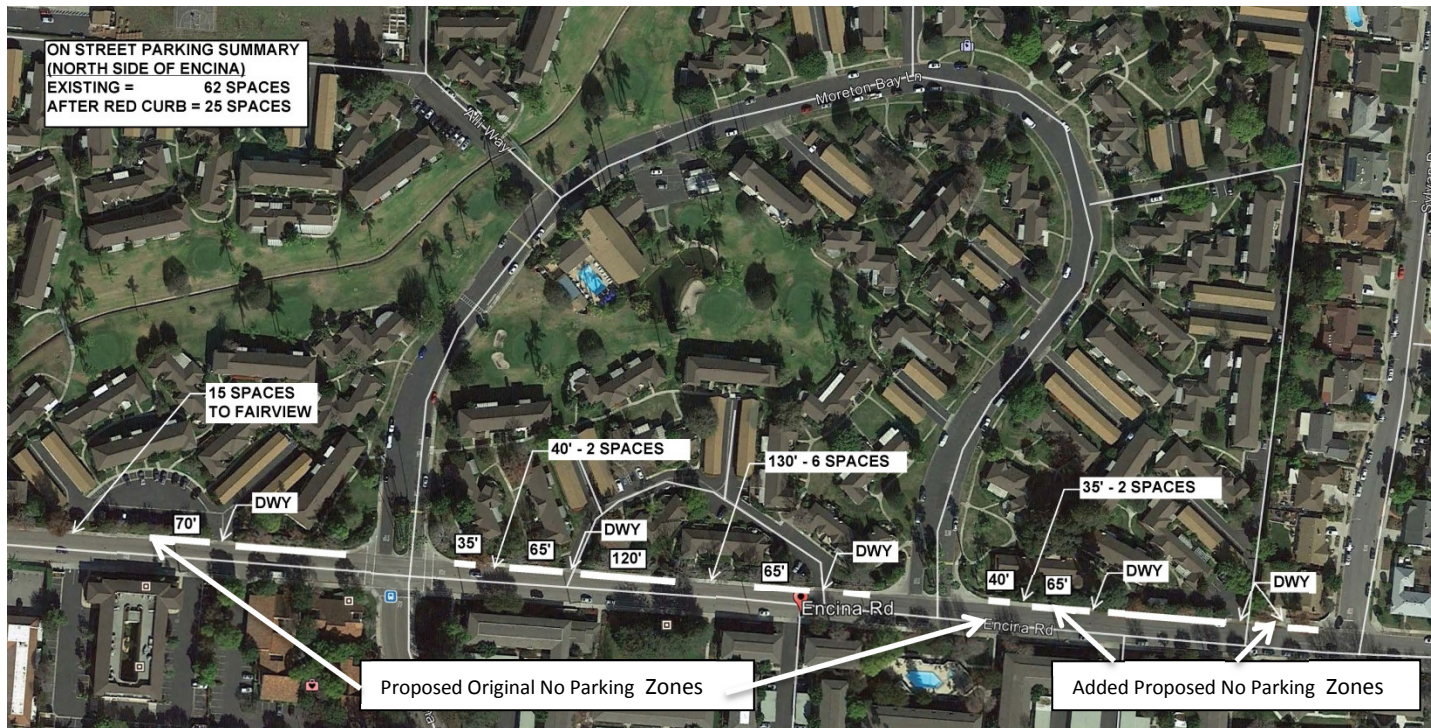 ON STREET PARKING SUMMARY
(NORTH SIDE OF ENCINA)
EXISTING = 62 SPACES
AFTER RED CURB = 25 SPACES
Moreton Bay Ln
15 SPACES
TO FAIRVIEW
40' - 2 SPACES
130' - 6 SPACES
35' - 2 SPACES
DWY
70'
35'
65'
DWY
120'
65'
DWY
40'
65'
DWY
DWY
Encina Rd
Encina Rd
Proposed Original No Parking Zones
Added Proposed No Parking Zones